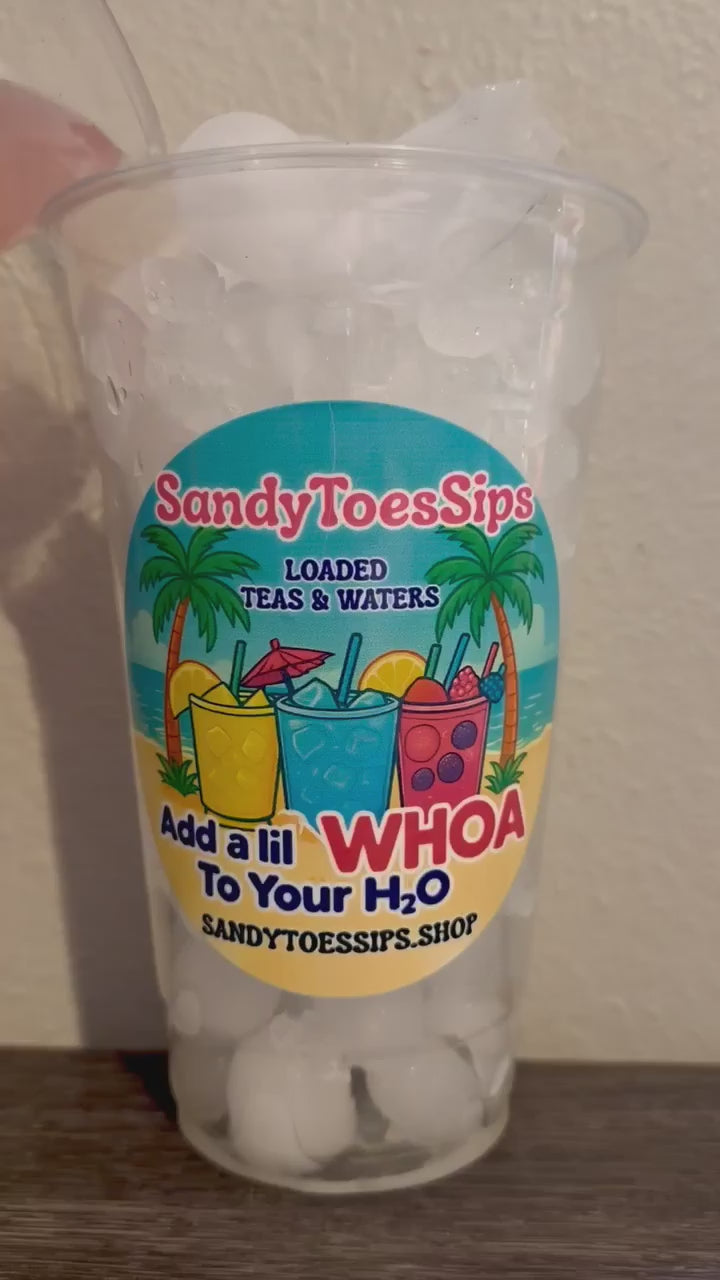 SandyToesSips
LOADED
TEAS & WATERS
Add a lil WHOA
To Your H₂O
SANDYTOESSIPS.SHOP